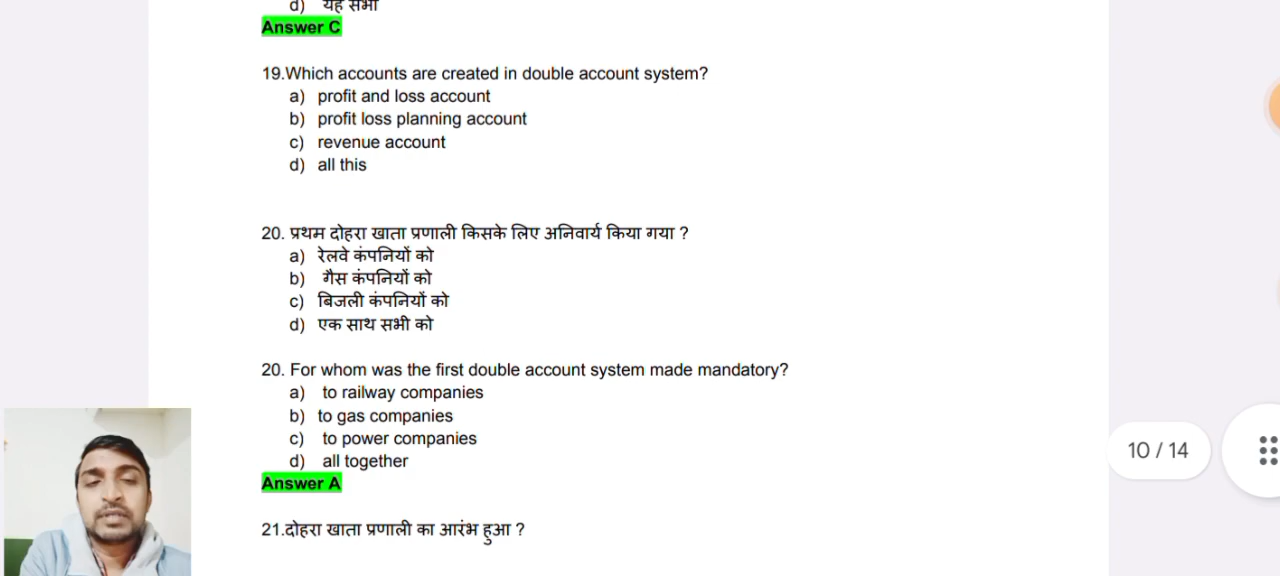 d) यह सभी
Answer C
19.Which accounts are created in double account system?
a) profit and loss account
b) profit loss planning account
c) revenue account
d) all this
20. प्रथम दोहरा खाता प्रणाली किसके लिए अनिवार्य किया गया ?
a) रेलवे कंपनियों को
b) गैस कंपनियों को
c) बिजली कंपनियों को
d) एक साथ सभी को
20. For whom was the first double account system made mandatory?
a) to railway companies
b) to gas companies
c) to power companies
d) all together
Answer A
10 / 14
21.दोहरा खाता प्रणाली का आरंभ हुआ ?